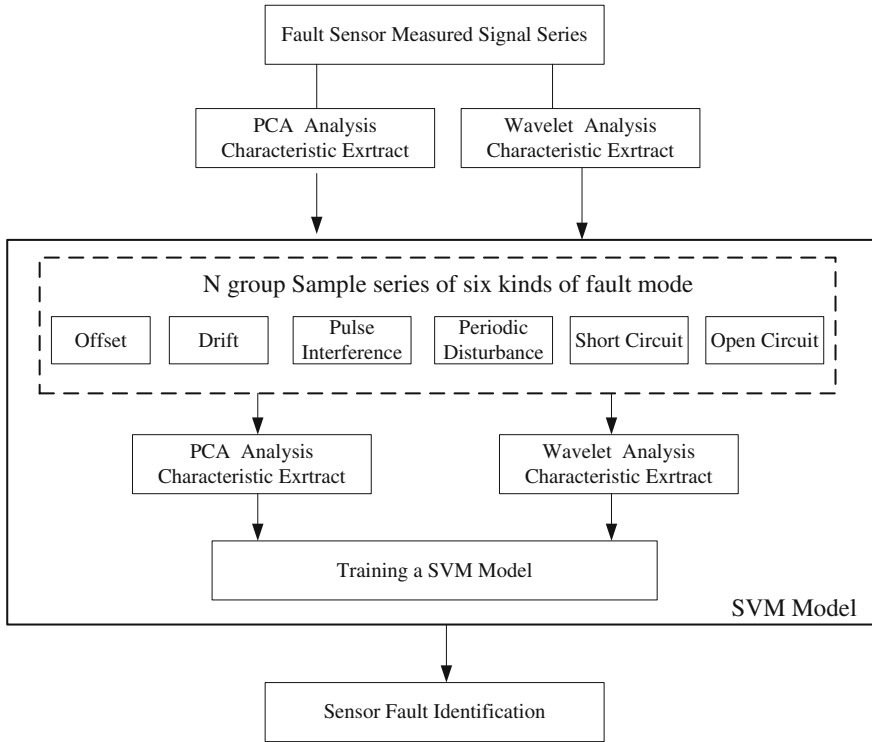 Fault Sensor Measured Signal Series
PCA Analysis
Characteristic Exrtract
Wavelet Analysis
Characteristic Exrtract
N group Sample series of six kinds of fault mode
Offset
Drift
Pulse
Interference
Periodic
Disturbance
Short Circuit
Open Circuit
PCA Analysis
Characteristic Exrtract
Wavelet Analysis
Characteristic Exrtract
Training a SVM Model
SVM Model
Sensor Fault Identification